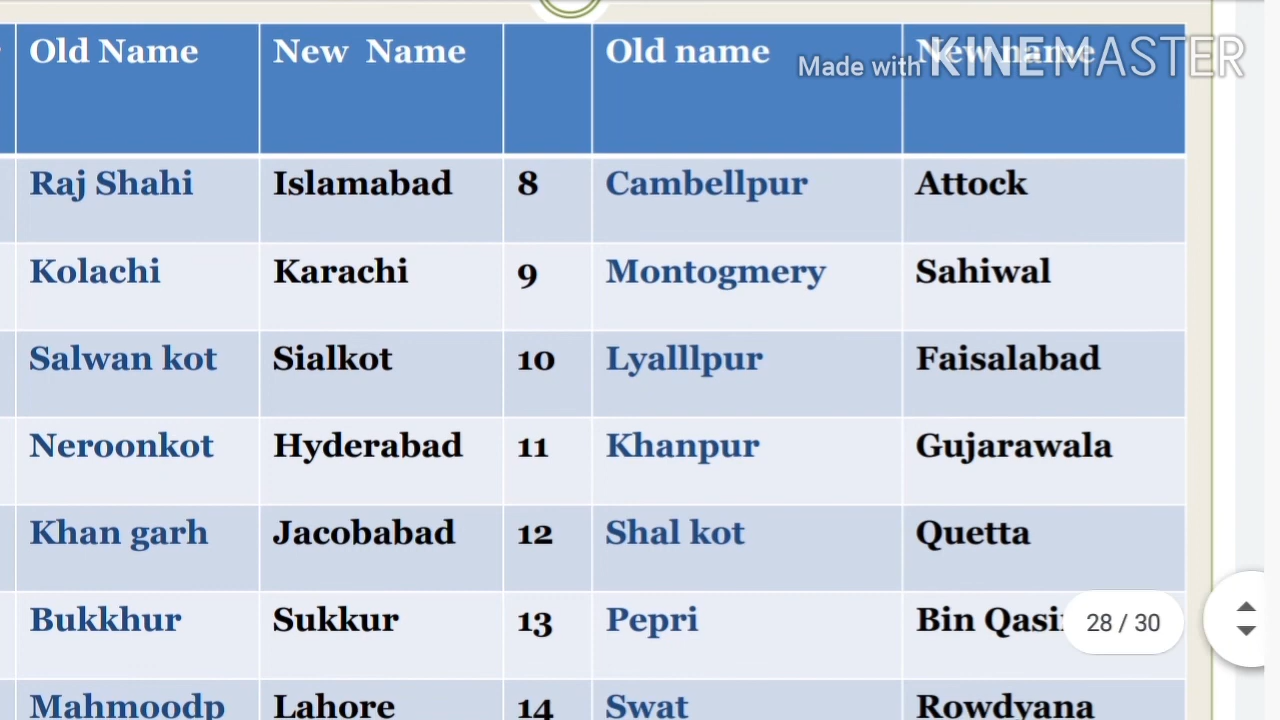 Old Name New Name Old name New name
Made with KINEMASTER
Raj Shahi Islamabad 8 Cambellpur Attock
Kolachi Karachi 9 Montogmery Sahiwal
Salwan kot Sialkot 10 Lyalllpur Faisalabad
Neroonkot Hyderabad 11 Khanpur Gujarawala
Khan garh Jacobabad 12 Shal kot Quetta
Bukkhur Sukkur 13 Pepri Bin
28 / 30
Mahmoodp Lahore 14 Swat Rowdyana